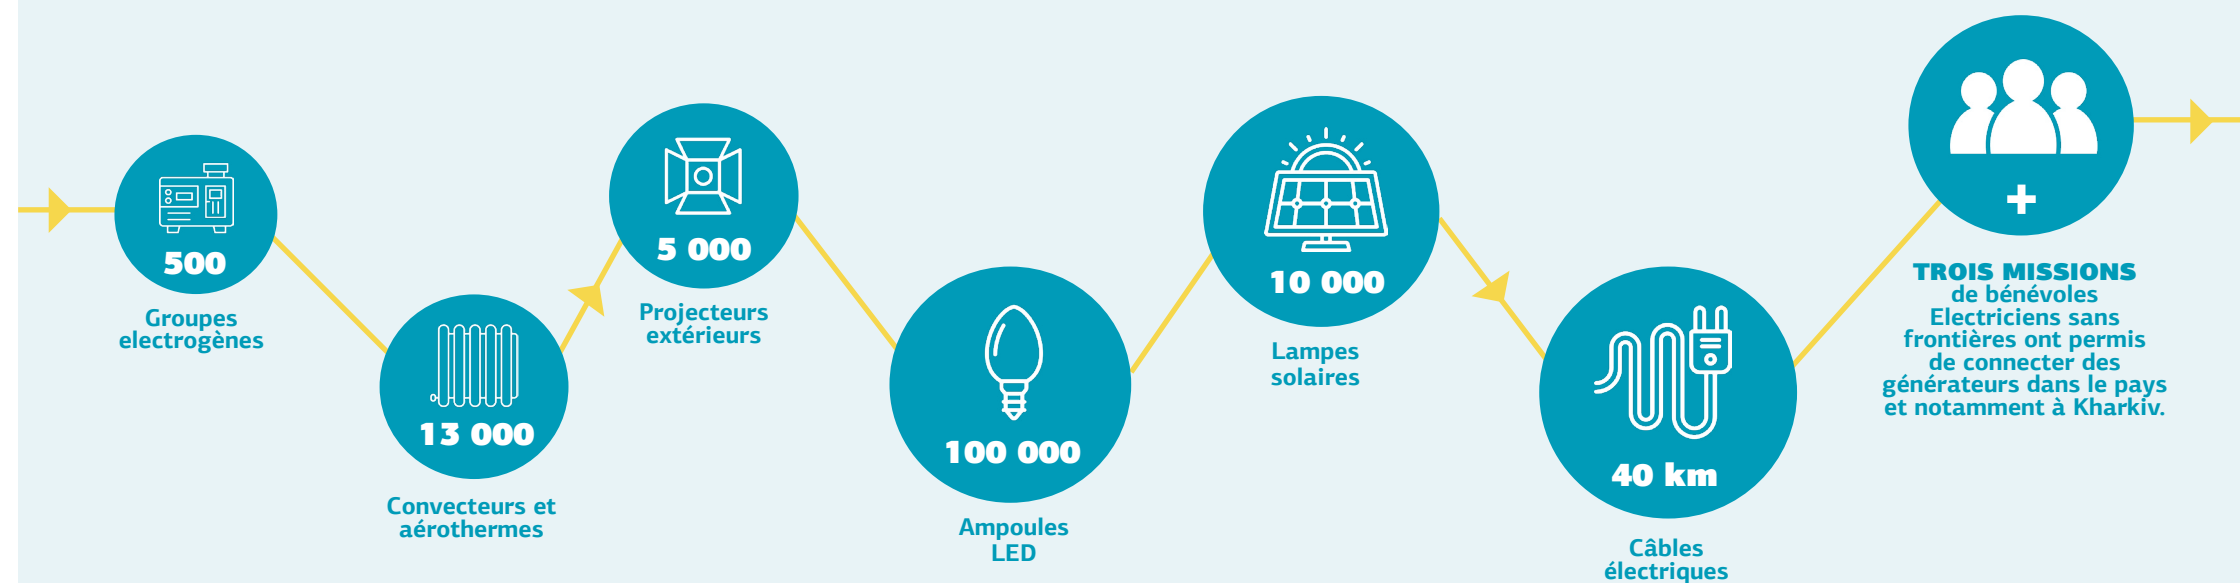 500
Groupes
electrogènes
13 000
Convecteurs et
aérothermes
5 000
Projecteurs
extérieurs
100 000
Ampoules
LED
10 000
Lampes
solaires
40 km
Câbles
électriques
+
TROIS MISSIONS
de bénévoles
Electriciens sans
frontières ont permis
de connecter des
générateurs dans le pays
et notamment à Kharkiv.